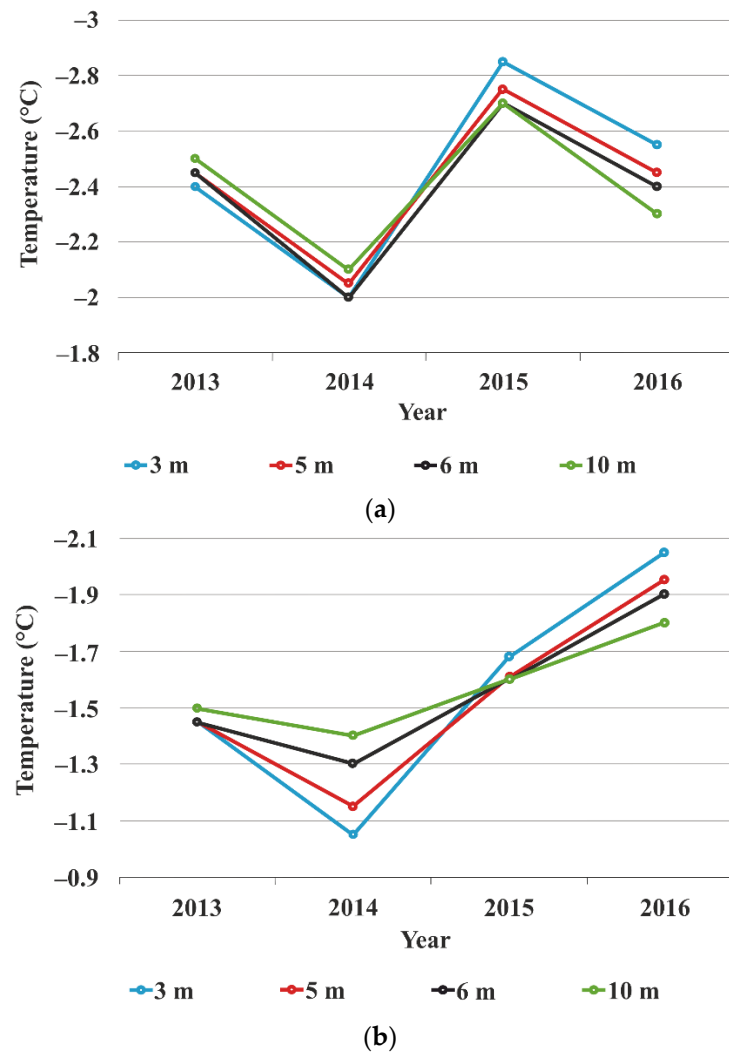 –3
–2.8
–2.6
–2.4
–2.2
–2
–1.8
Temperature (°C)
2013 2014 2015 2016
Year
3 m 5 m 6 m 10 m
(a)
–2.1
–1.9
–1.7
–1.5
–1.3
–1.1
–0.9
Temperature (°C)
2013 2014 2015 2016
Year
3 m 5 m 6 m 10 m
(b)